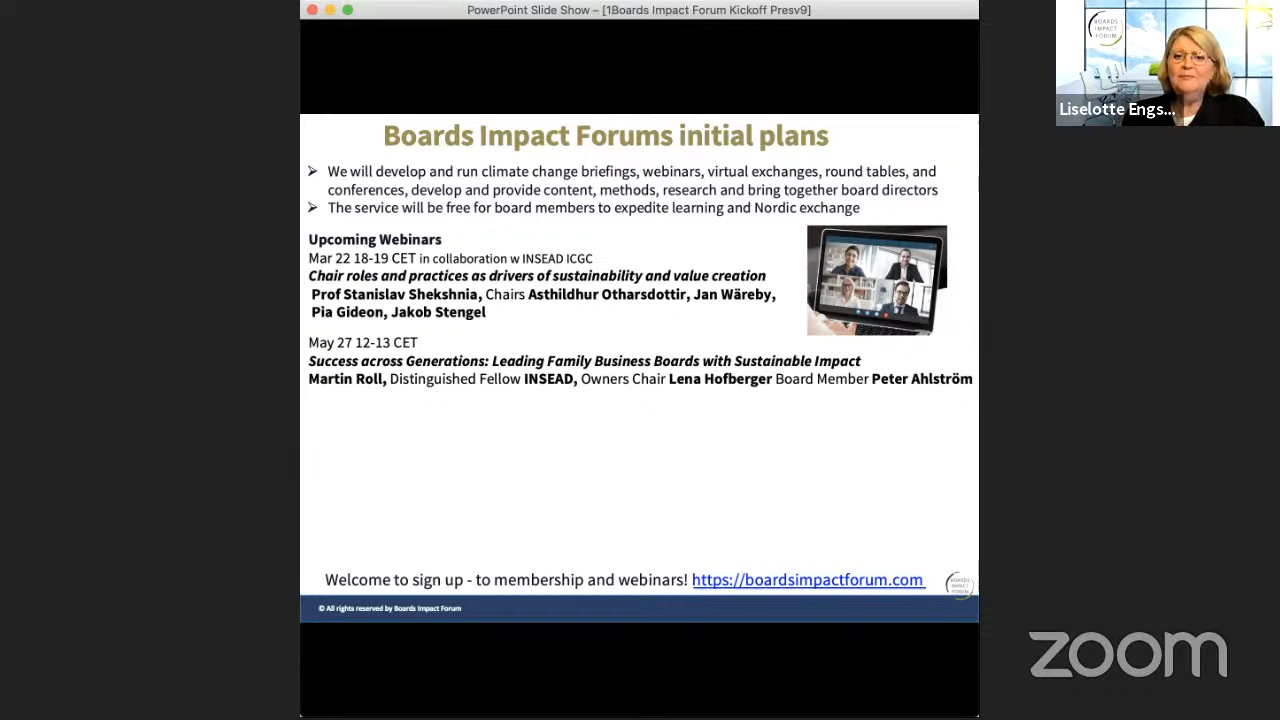 PowerPoint Slide Show – [1Boards Impact Forum Kickoff Presv9]
BOARDS
IMPACT
FORUM
Liselotte Engs...
Boards Impact Forums initial plans
➢ We will develop and run climate change briefings, webinars, virtual exchanges, round tables, and
conferences, develop and provide content, methods, research and bring together board directors
➢ The service will be free for board members to expedite learning and Nordic exchange
Upcoming Webinars
Mar 22 18-19 CET in collaboration w INSEAD ICGC
Chair roles and practices as drivers of sustainability and value creation
Prof Stanislav Shekshnia, Chairs Asthildhur Otharsdottir, Jan Wäreby,
Pia Gideon, Jakob Stengel
May 27 12-13 CET
Success across Generations: Leading Family Business Boards with Sustainable Impact
Martin Roll, Distinguished Fellow INSEAD, Owners Chair Lena Hofberger Board Member Peter Ahlström
Welcome to sign up - to membership and webinars! https://boardsimpactforum.com
BOARDS
IMPACT
FORUM
© All rights reserved by Boards Impact Forum
zoom